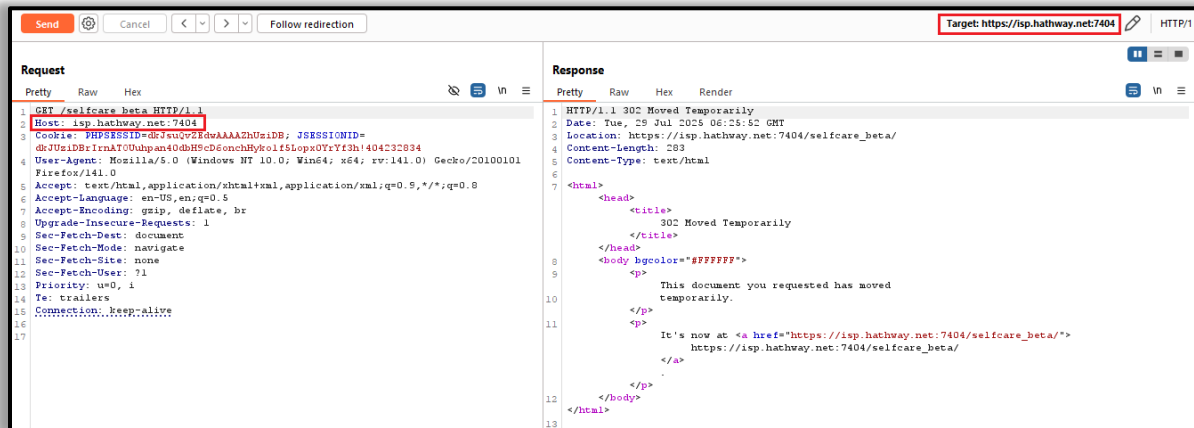 Send Cancel < > Follow redirection Target: https://isp.hathway.net:7404 HTTP/1
Request
Pretty Raw Hex \n
1 GET /selfcare_beta HTTP/1.1
2 Host: isp.hathway.net:7404
3 Cookie: PHPSESSID=dkJsuQvZEdwAAAAZhUziDB; JSESSIONID=
dkJUziDBrIrnATOUuhpan40dbH9cD6onchHyko1f5LopxOYrYf3h!404232834
4 User-Agent: Mozilla/5.0 (Windows NT 10.0; Win64; x64; rv:141.0) Gecko/20100101
Firefox/141.0
5 Accept: text/html,application/xhtml+xml,application/xml;q=0.9,*/*;q=0.8
6 Accept-Language: en-US,en;q=0.5
7 Accept-Encoding: gzip, deflate, br
8 Upgrade-Insecure-Requests: 1
9 Sec-Fetch-Dest: document
10 Sec-Fetch-Mode: navigate
11 Sec-Fetch-Site: none
12 Sec-Fetch-User: ?1
13 Priority: u=0, i
14 Te: trailers
15 Connection: keep-alive
16
17
Response
Pretty Raw Hex Render \n
1 HTTP/1.1 302 Moved Temporarily
2 Date: Tue, 29 Jul 2025 06:25:52 GMT
3 Location: https://isp.hathway.net:7404/selfcare_beta/
4 Content-Length: 283
5 Content-Type: text/html
6
7 <html>
<head>
<title>
302 Moved Temporarily
</title>
</head>
8 <body bgcolor="#FFFFFF">
9 <p>
This document you requested has moved
10 temporarily.
</p>
11 <p>
It's now at <a href="https://isp.hathway.net:7404/selfcare_beta/">
https://isp.hathway.net:7404/selfcare_beta/
</a>
.
</p>
12 </body>
</html>
13